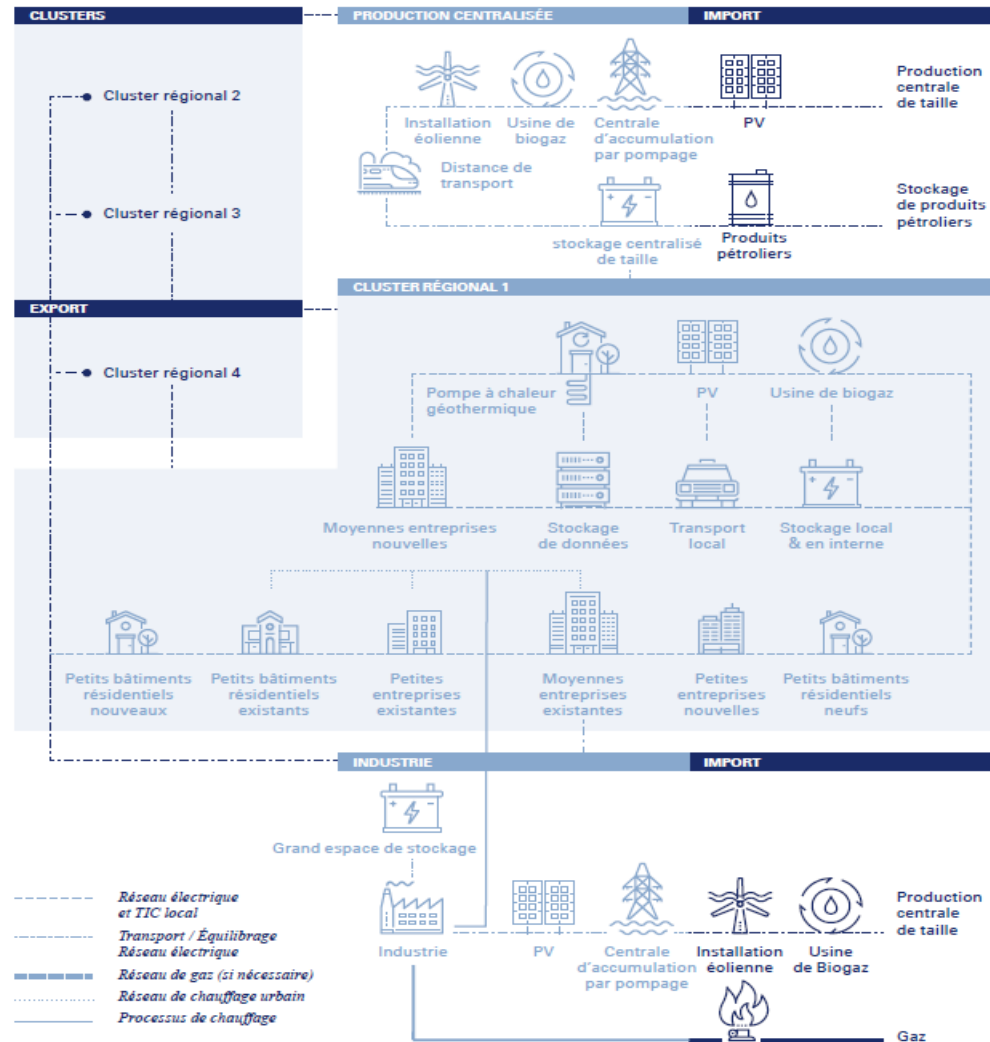 CLUSTERS
PRODUCTION CENTRALISÉE
IMPORT
Cluster régional 2
Cluster régional 3
Installation
éolienne
Usine de
biogaz
Centrale
d'accumulation
par pompage
PV
Production
centrale
de taille
Distance de
transport
stockage centralisé
de taille
Produits
pétroliers
Stockage
de produits
pétroliers
EXPORT
Cluster régional 4
CLUSTER RÉGIONAL 1
Pompe à chaleur
géothermique
PV
Usine de biogaz
Moyennes entreprises
nouvelles
Stockage
de données
Transport
local
Stockage local
& en interne
Petits bâtiments
résidentiels
nouveaux
Petits bâtiments
résidentiels
existants
Petites
entreprises
existantes
Moyennes
entreprises
existantes
Petites
entreprises
nouvelles
Petits bâtiments
résidentiels
neufs
INDUSTRIE
IMPORT
Grand espace de stockage
Industrie
PV
Centrale
d'accumulation
par pompage
Installation
éolienne
Usine
de Biogaz
Production
centrale
de taille
Gaz
Réseau électrique
et TIC local
Transport / Équilibrage
Réseau électrique
Réseau de gaz (si nécessaire)
Réseau de chauffage urbain
Processus de chauffage